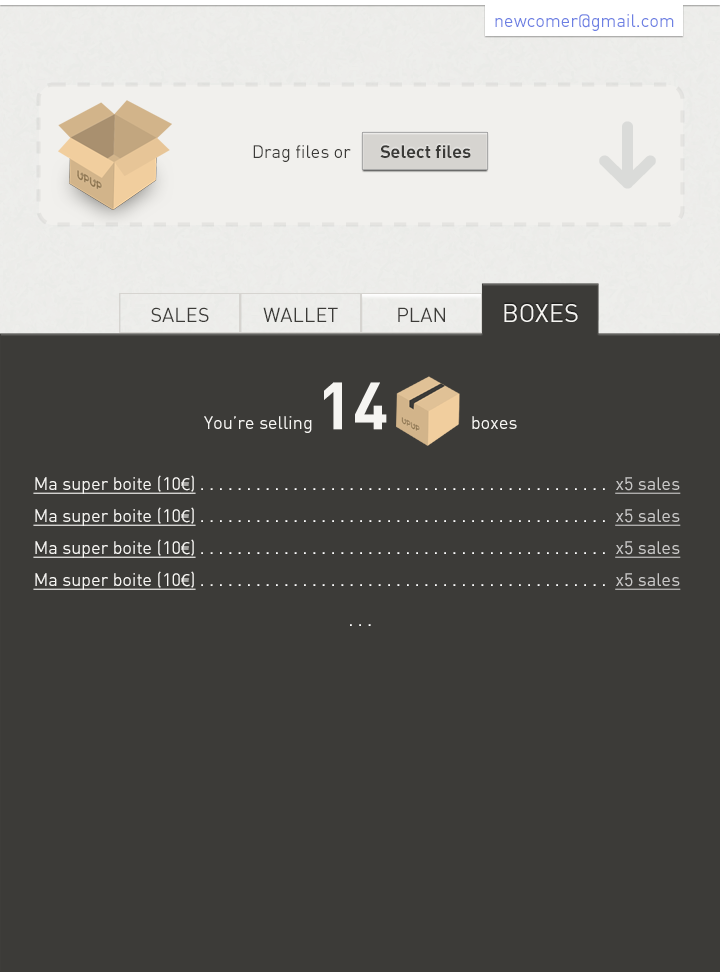 newcomer@gmail.com
UPUP
Drag files or Select files
SALES WALLET PLAN BOXES
You're selling 14 UPUP boxes
Ma super boite (10€) . . . . . . . . . . . . . . . . . . . . . . . . . . . . . . . . . . . . . . . . . . . . x5 sales
Ma super boite (10€) . . . . . . . . . . . . . . . . . . . . . . . . . . . . . . . . . . . . . . . . . . . . x5 sales
Ma super boite (10€) . . . . . . . . . . . . . . . . . . . . . . . . . . . . . . . . . . . . . . . . . . . . x5 sales
Ma super boite (10€) . . . . . . . . . . . . . . . . . . . . . . . . . . . . . . . . . . . . . . . . . . . . x5 sales
. . .